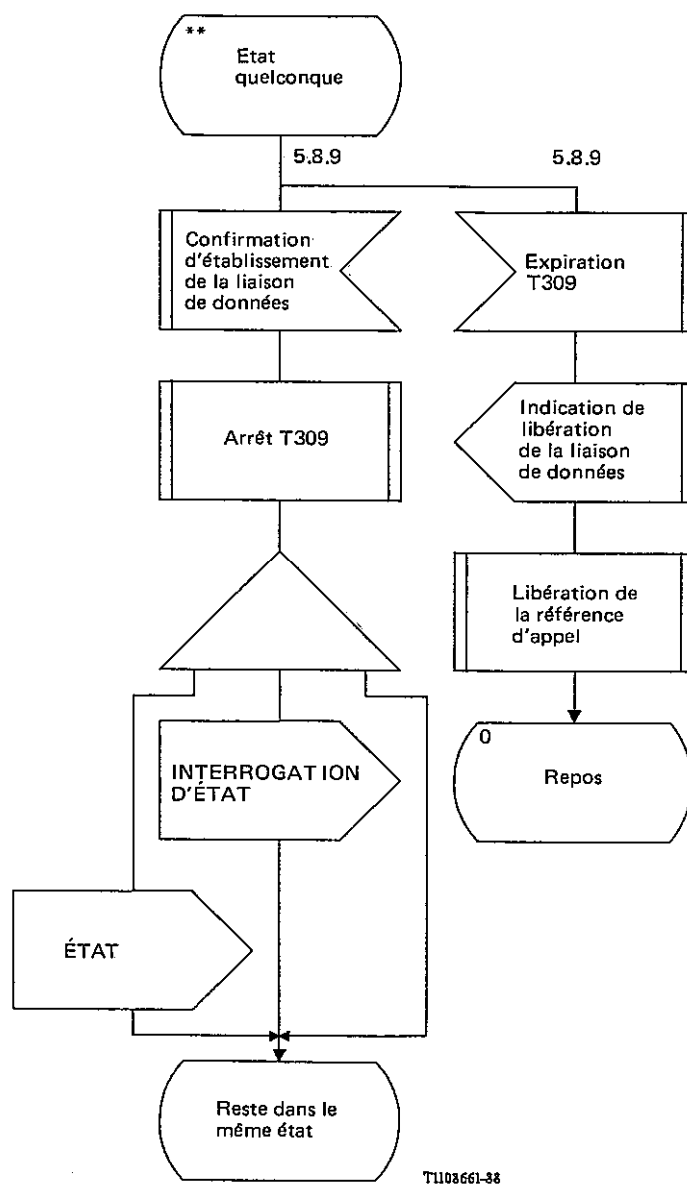 **
Etat
quelconque
5.8.9
5.8.9
Confirmation
d'établissement
de la liaison
de données
Expiration
T309
Arrêt T309
Indication de
libération
de la liaison
de données
Libération de
la référence
d'appel
INTERROGATION
D'ÉTAT
0
Repos
ÉTAT
Reste dans le
même état
T1108661-88